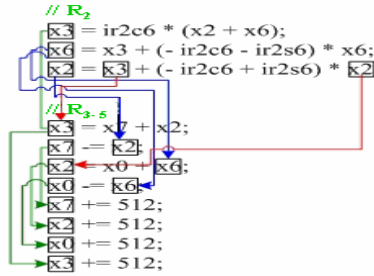 // R2
x3 = ir2c6 * (x2 + x6);
x6 = x3 + (- ir2c6 - ir2s6) * x6;
x2 = x3 + (- ir2c6 + ir2s6) * x2
// R3-5
x3 = x7 + x2;
x7 -= x2;
x2 = x0 + x6;
x0 -= x6;
x7 += 512;
x2 += 512;
x0 += 512;
x3 += 512;